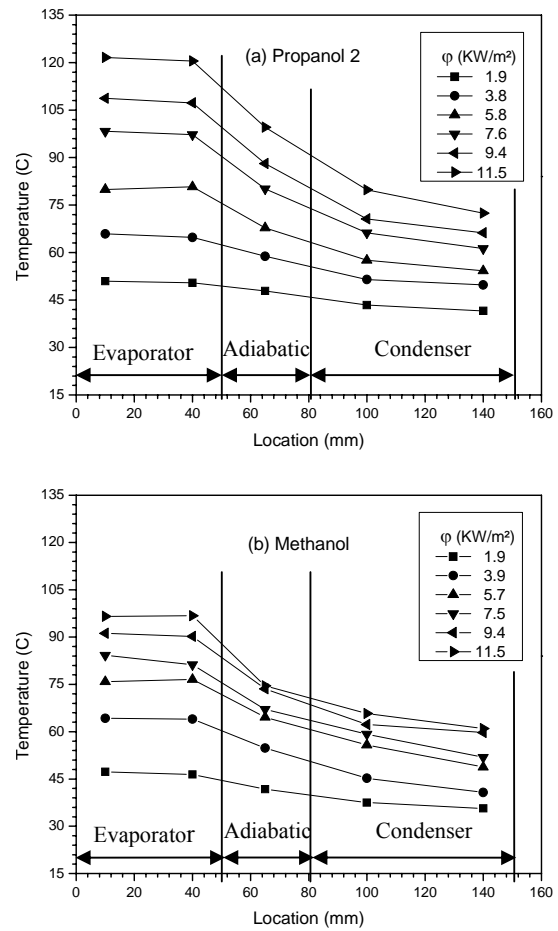 135
120
105
90
75
60
45
30
15
Temperature (C)
(a) Propanol 2
φ (KW/m²)
1.9
3.8
5.8
7.6
9.4
11.5
Evaporator
Adiabatic
Condenser
0 20 40 60 80 100 120 140 160
Location (mm)
135
120
105
90
75
60
45
30
15
Temperature (C)
(b) Methanol
φ (KW/m²)
1.9
3.9
5.7
7.5
9.4
11.5
Evaporator
Adiabatic
Condenser
0 20 40 60 80 100 120 140 160
Location (mm)